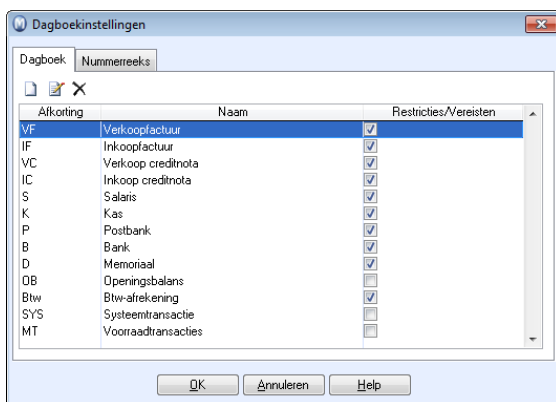 Dagboekinstellingen
Dagboek Nummerreeks
Afkorting Naam Restricties/Vereisten
VF Verkoopfactuur
IF Inkoopfactuur
VC Verkoop creditnota
IC Inkoop creditnota
S Salaris
K Kas
P Postbank
B Bank
D Memoriaal
OB Openingsbalans
Btw Btw-afrekening
SYS Systeemtransactie
MT Voorraadtransacties
OK Annuleren Help